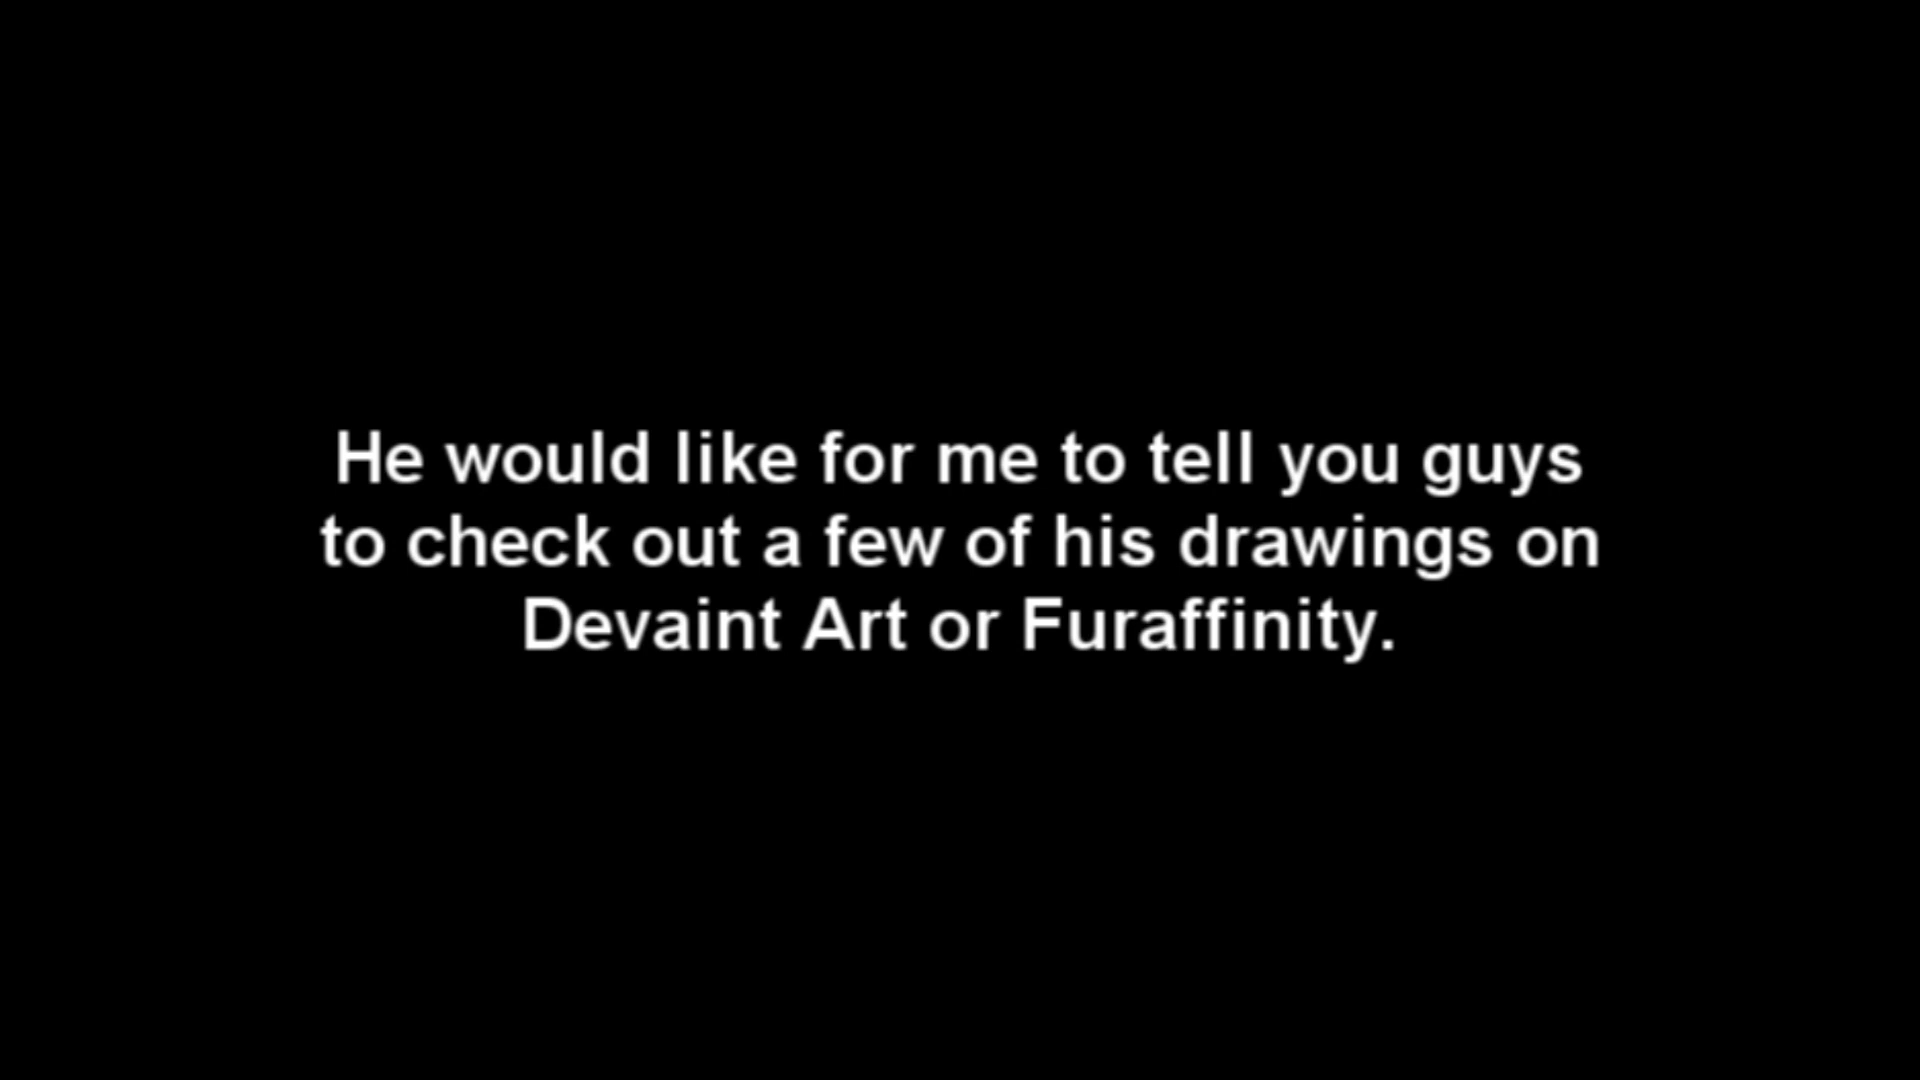 He would like for me to tell you guys
to check out a few of his drawings on
Devaint Art or Furaffinity.